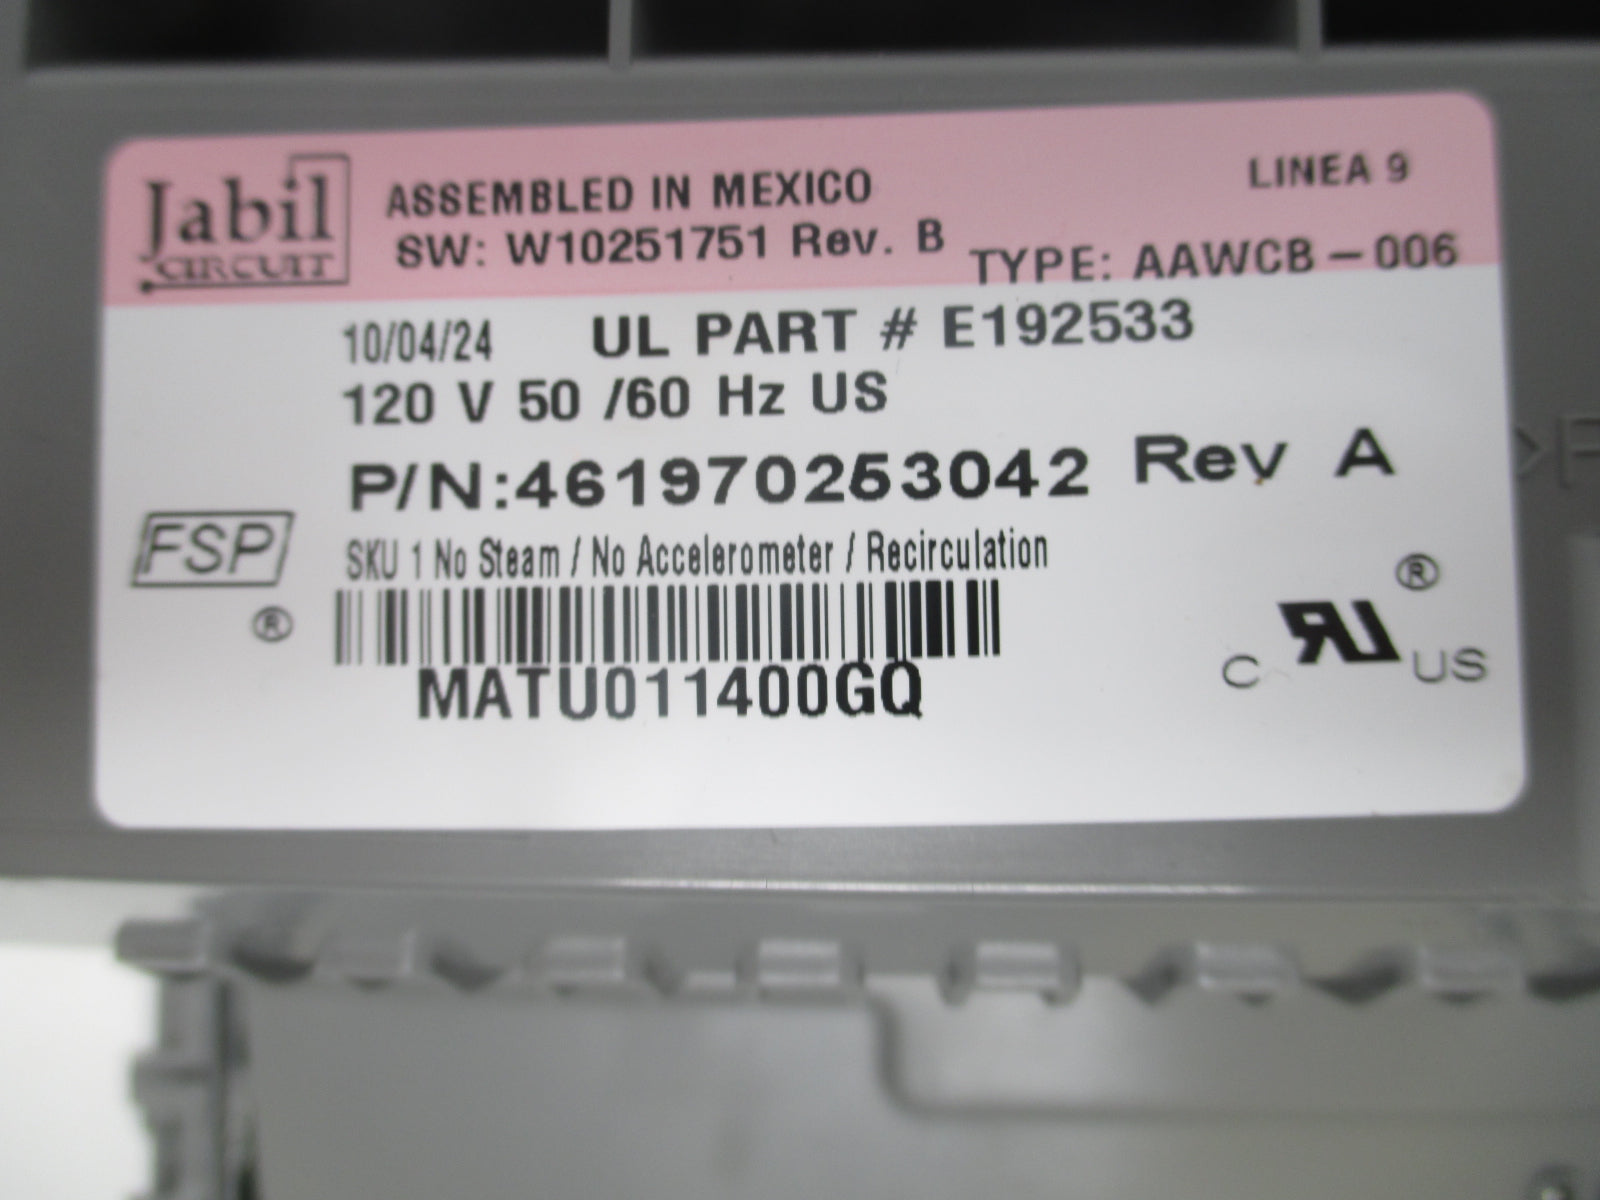 Jabil
CIRCUIT
ASSEMBLED IN MEXICO
LINEA 9
SW: W10251751 Rev. B
TYPE: AAWCB-006
10/04/24 UL PART # E192533
120 V 50 /60 Hz US
P/N:461970253042 Rev A
FSP
®
SKU 1 No Steam / No Accelerometer / Recirculation
MATU011400GQ
®
C RU US